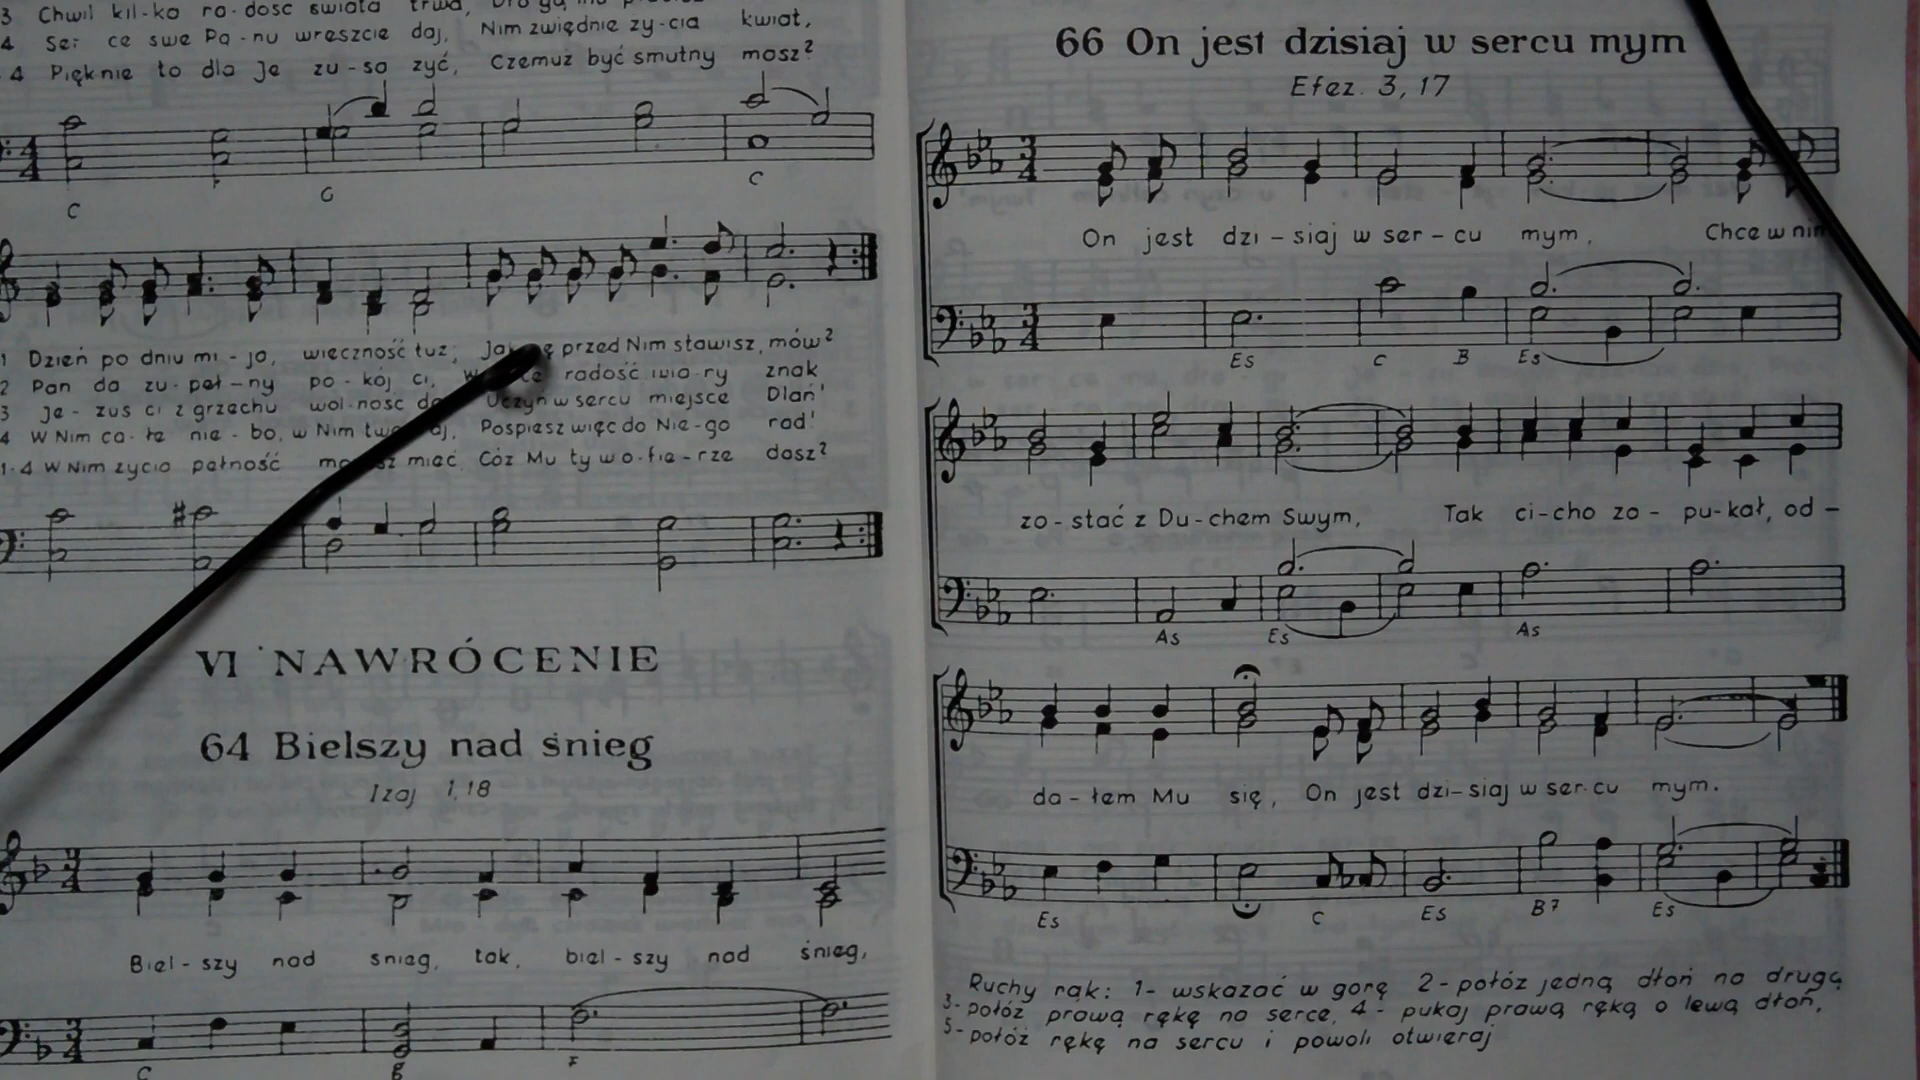 3 Chwil kil-ka ra-dość świata trwa,
4 Ser ce swe Pa-nu wreszcie daj, Nim zwiędnie ży-cia kwiat,
4 Pięknie to dla Je zu-sa żyć, Czemuż być smutny masz?
C G C
1 Dzień po dniu mi-ja, wieczność tuż, przed Nim stawisz, mów?
2 Pan da zu-peł-ny po-kój ci, radość wia-ry znak
3 Je-zus ci z grzechu wol-ność Uczyń w sercu miejsce Dlań!
4 W Nim ca-łe nie-bo, w Nim Pospiesz więc do Nie-go rad!
1-4 W Nim życia pełność mieć Cóż Mu ty w o-fie-rze dasz?
VI NAWRÓCENIE
64 Bielszy nad śnieg
Izaj 1,18
Biel-szy nad śnieg, tak, biel-szy nad śnieg,
C B F
66 On jest dzisiaj w sercu mym
Efez. 3, 17
On jest dzi-siaj w ser-cu mym, Chce w nim
Es C B Es
zo-stać z Du-chem Swym, Tak ci-cho za-pu-kał, od-
As Es As
da-łem Mu się, On jest dzi-siaj w ser-cu mym.
Es C Es B7 Es
Ruchy rąk: 1- wskazać w górę 2- połóż jedną dłoń na drugą
3- połóż prawą rękę na serce, 4- pukaj prawą ręką o lewą dłoń,
5- połóż rękę na sercu i powoli otwieraj